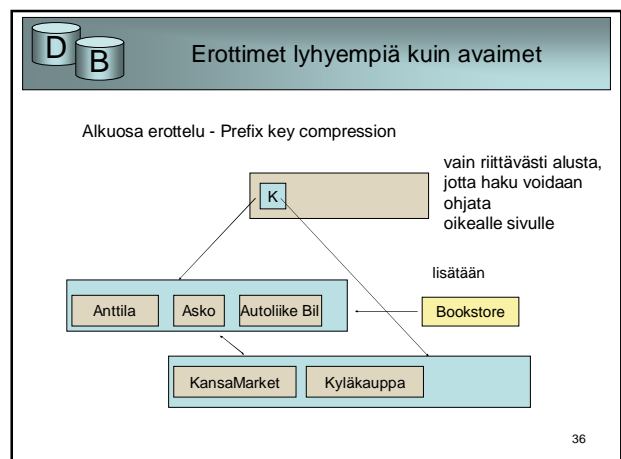 D B
Erottimet lyhyempiä kuin avaimet
Alkuosa erottelu - Prefix key compression
vain riittävästi alusta,
jotta haku voidaan
ohjata
oikealle sivulle
K
lisätään
Anttila Asko Autoliike Bil Bookstore
KansaMarket Kyläkauppa
36